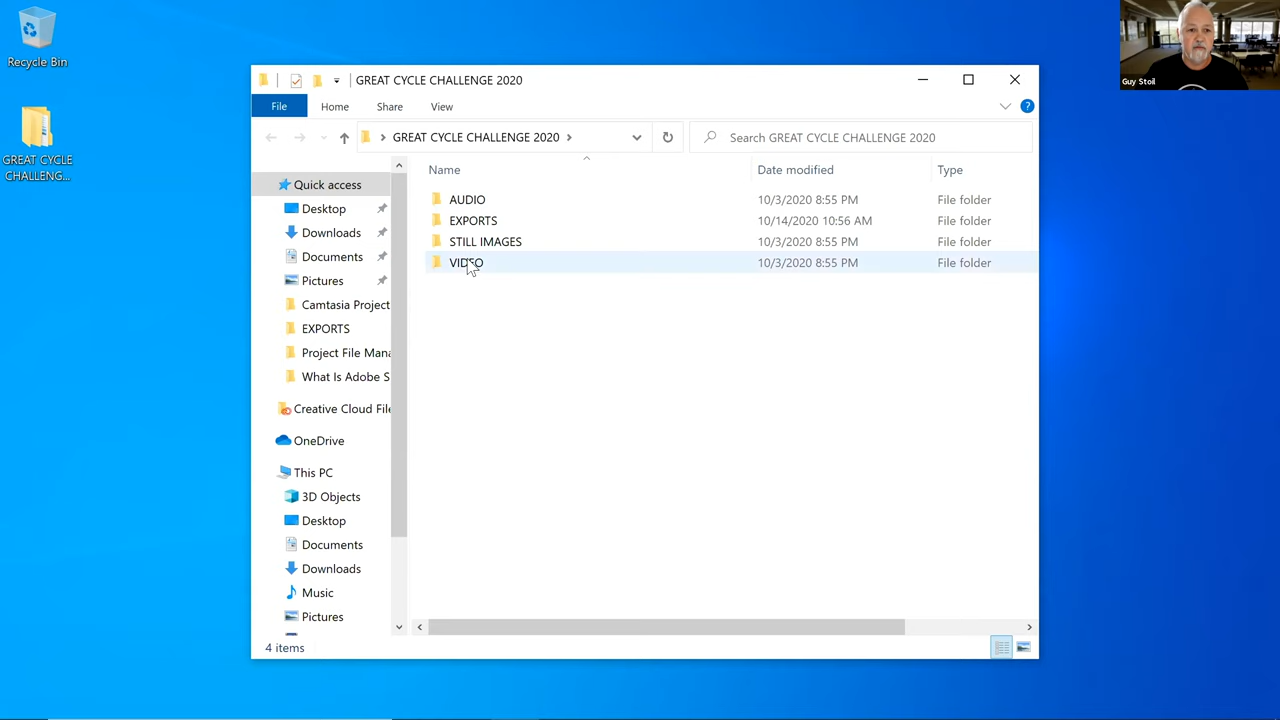 Recycle Bin
GREAT CYCLE
CHALLENG...
GREAT CYCLE CHALLENGE 2020
File Home Share View
GREAT CYCLE CHALLENGE 2020
Search GREAT CYCLE CHALLENGE 2020
Name Date modified Type
AUDIO 10/3/2020 8:55 PM File folder
EXPORTS 10/14/2020 10:56 AM File folder
STILL IMAGES 10/3/2020 8:55 PM File folder
VIDEO 10/3/2020 8:55 PM File folder
Quick access
Desktop
Downloads
Documents
Pictures
Camtasia Project
EXPORTS
Project File Mana
What Is Adobe S
Creative Cloud File
OneDrive
This PC
3D Objects
Desktop
Documents
Downloads
Music
Pictures
4 items
Guy Stoil